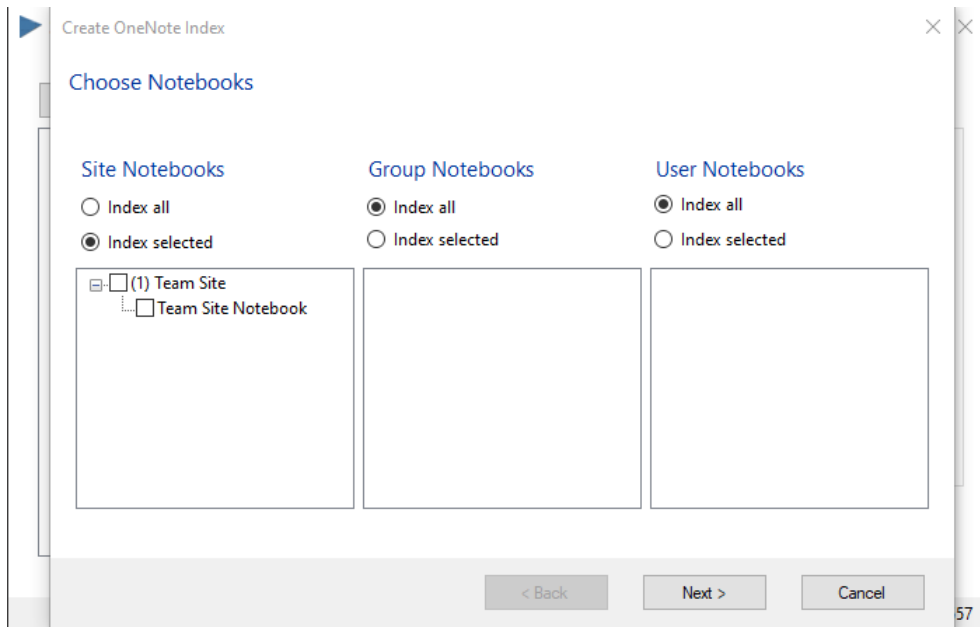 Create OneNote Index
Choose Notebooks
Site Notebooks
Index all
Index selected
(1) Team Site
Team Site Notebook
Group Notebooks
Index all
Index selected
User Notebooks
Index all
Index selected
< Back
Next >
Cancel
57